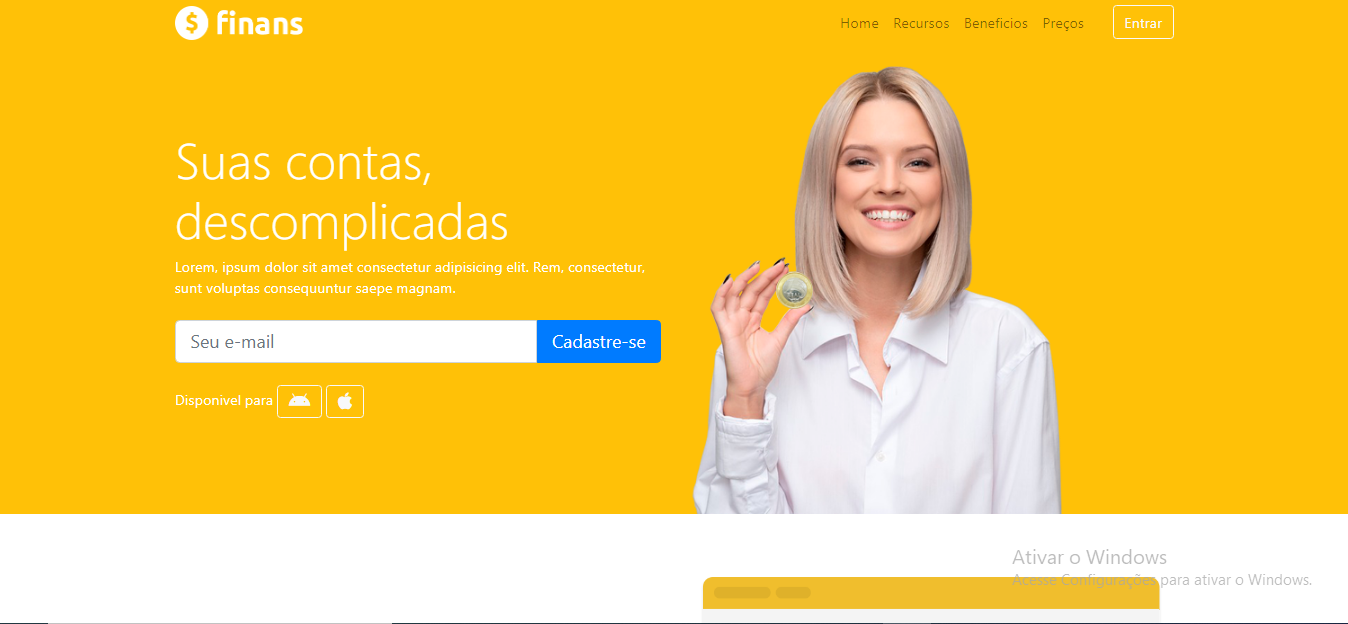 finans
Home Recursos Beneficios Preços Entrar
Suas contas,
descomplicadas
Lorem, ipsum dolor sit amet consectetur adipisicing elit. Rem, consectetur,
sunt voluptas consequuntur saepe magnam.
Seu e-mail Cadastre-se
Disponivel para
Ativar o Windows
Acesse Configurações para ativar o Windows.